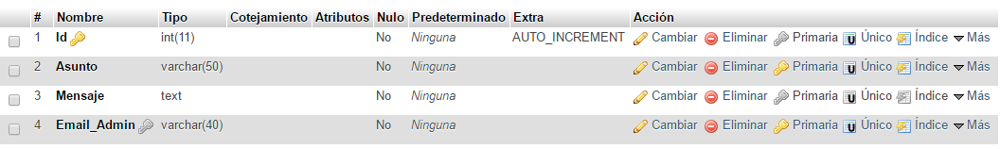 # Nombre Tipo Cotejamiento Atributos Nulo Predeterminado Extra Acción
1 Id int(11) No Ninguna AUTO_INCREMENT Cambiar Eliminar Primaria U Único Índice Más
2 Asunto varchar(50) No Ninguna Cambiar Eliminar Primaria U Único Índice Más
3 Mensaje text No Ninguna Cambiar Eliminar Primaria U Único Índice Más
4 Email_Admin varchar(40) No Ninguna Cambiar Eliminar Primaria U Único Índice Más